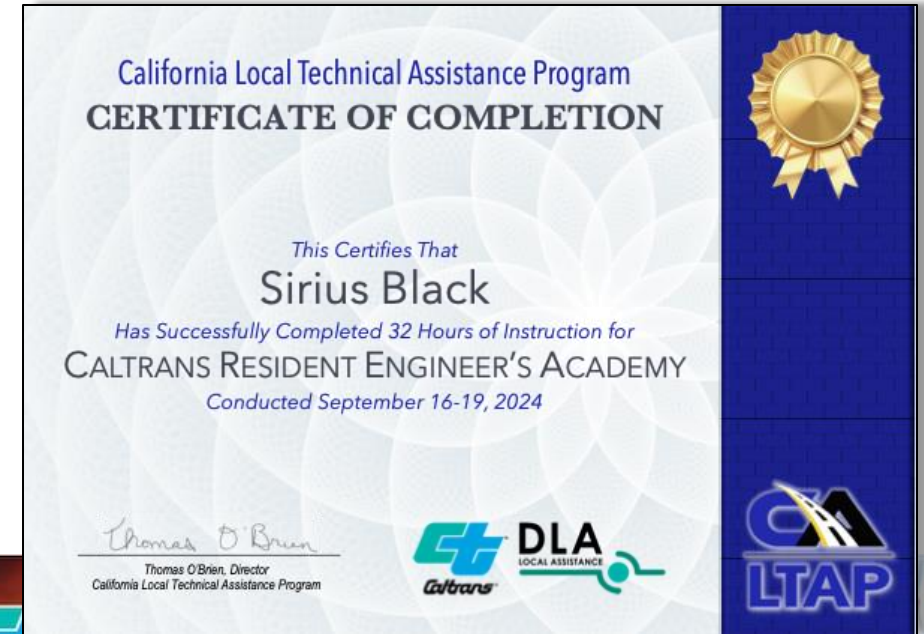 California Local Technical Assistance Program
CERTIFICATE OF COMPLETION
This Certifies That
Sirius Black
Has Successfully Completed 32 Hours of Instruction for
CALTRANS RESIDENT ENGINEER'S ACADEMY
Conducted September 16-19, 2024
Thomas O'Brien
Thomas O'Brien, Director
California Local Technical Assistance Program
Ct
Caltrans
DLA
LOCAL ASSISTANCE
CA
LTAP